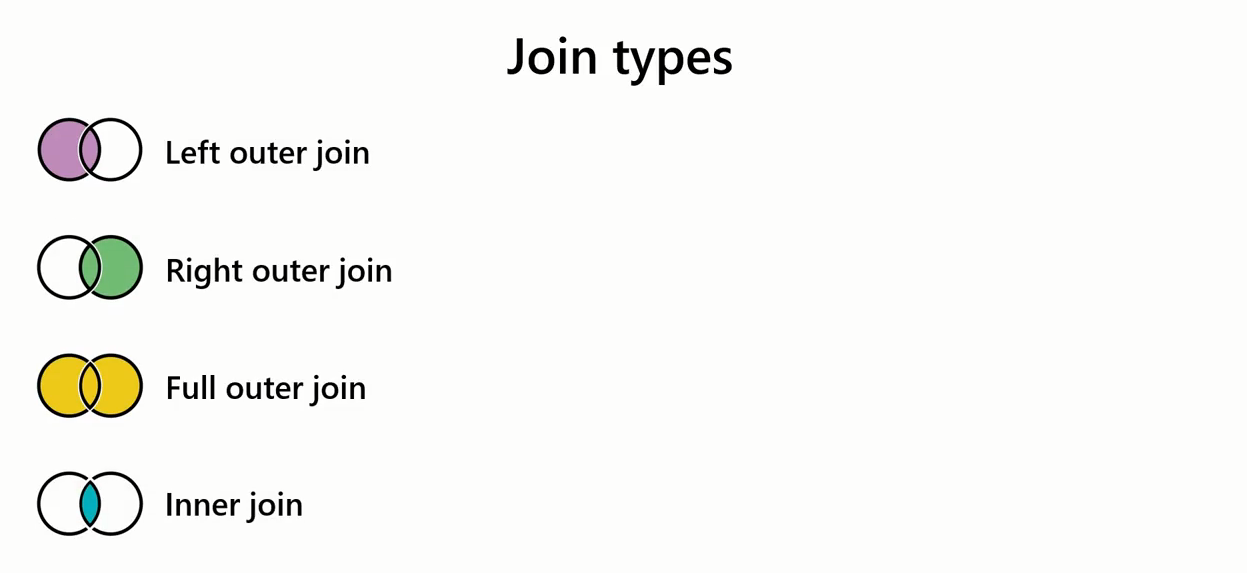 Join types
Left outer join
Right outer join
Full outer join
Inner join